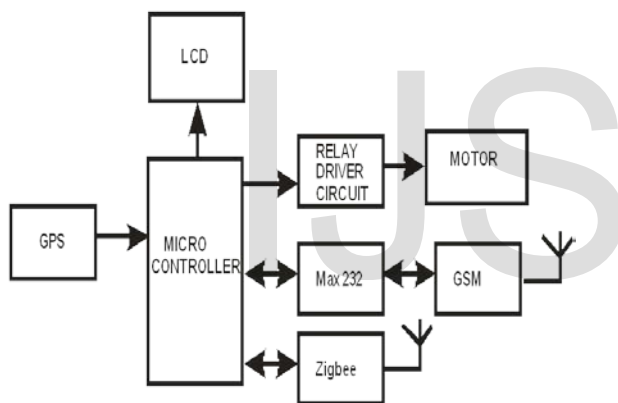 LCD
IJS
RELAY
DRIVER
CIRCUIT
MOTOR
GPS
MICRO
CONTROLLER
Max 232
GSM
Zigbee